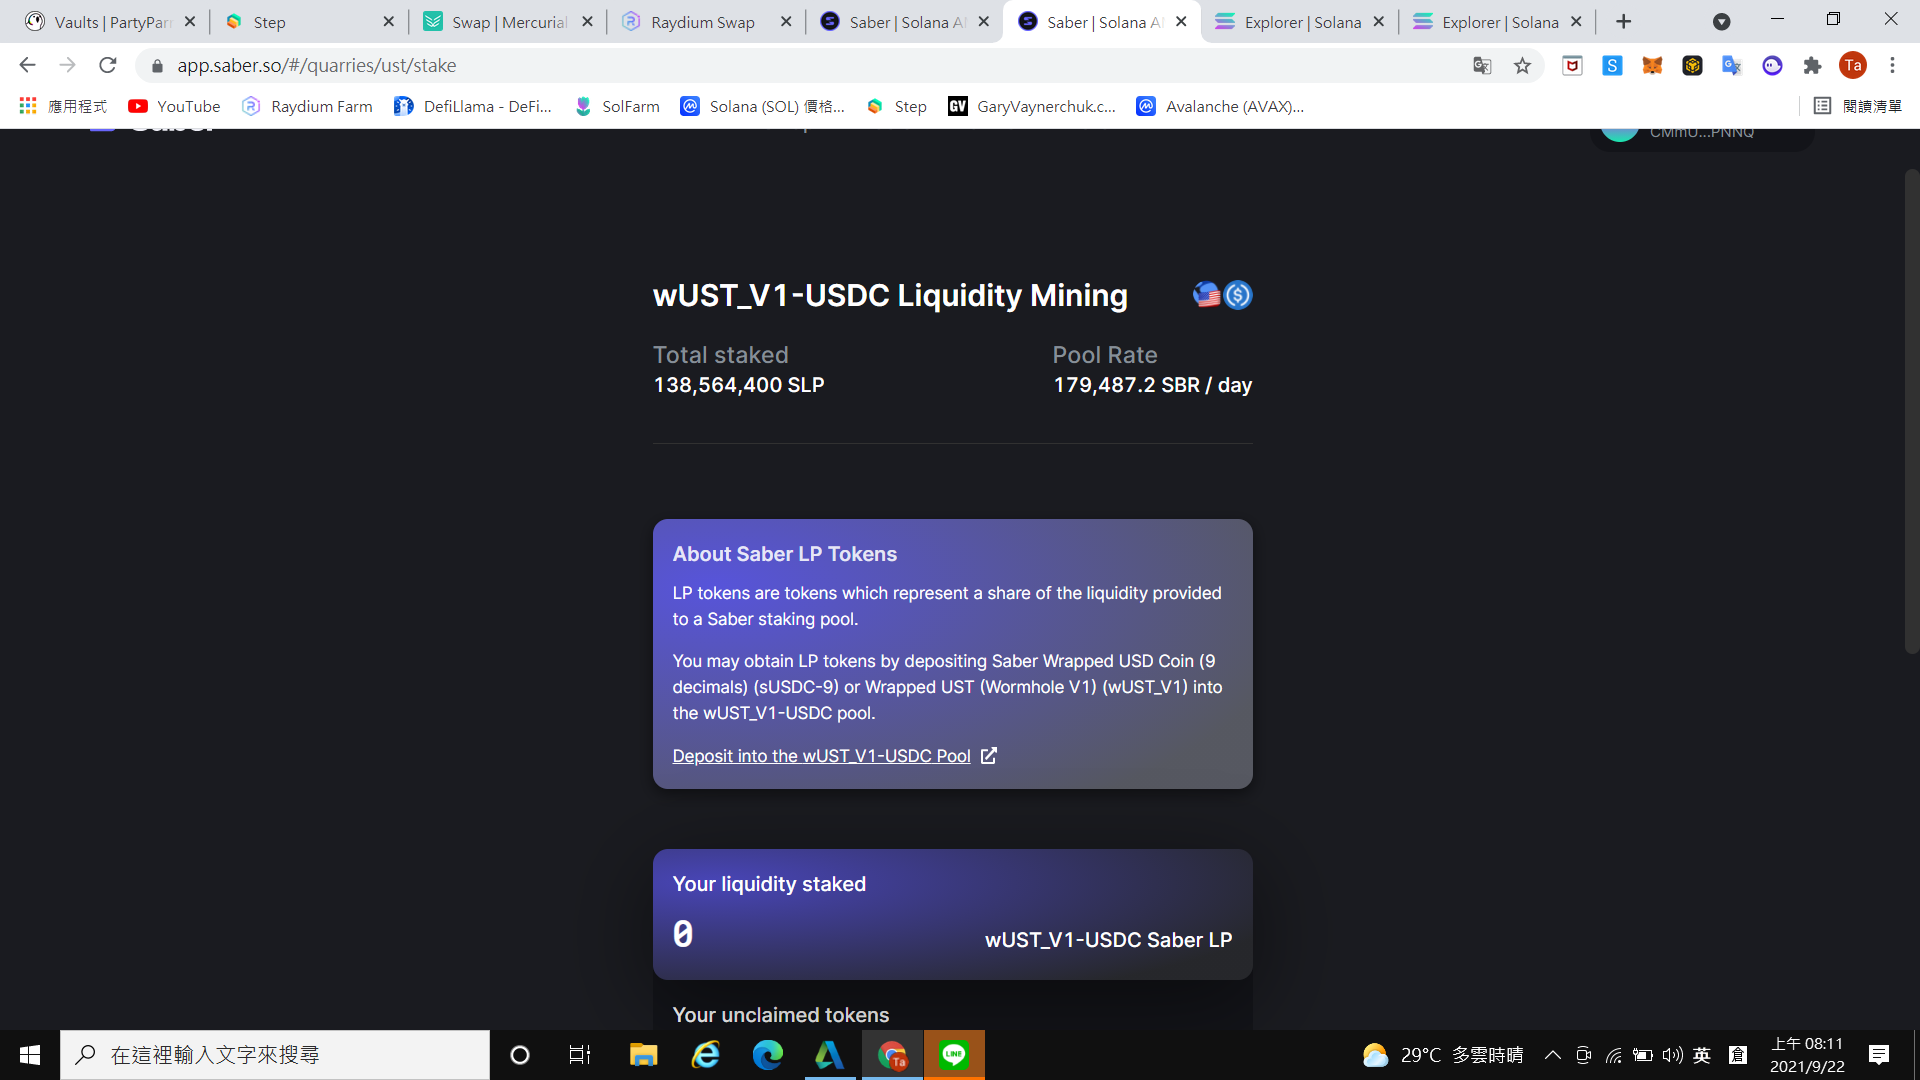 Vaults | PartyParr
Step
Swap | Mercurial
Raydium Swap
Saber | Solana A
Saber | Solana A
Explorer | Solana
Explorer | Solana
app.saber.so/#/quarries/ust/stake
Ta
應用程式
YouTube
Raydium Farm
DefiLlama - DeFi...
SolFarm
Solana (SOL) 價格...
Step
GV
GaryVaynerchuk.c...
Avalanche (AVAX)...
閱讀清單
Saber
CMmU...PNNQ
wUST_V1-USDC Liquidity Mining
Total staked
Pool Rate
138,564,400 SLP
179,487.2 SBR / day
About Saber LP Tokens
LP tokens are tokens which represent a share of the liquidity provided
to a Saber staking pool.
You may obtain LP tokens by depositing Saber Wrapped USD Coin (9
decimals) (sUSDC-9) or Wrapped UST (Wormhole V1) (wUST_V1) into
the wUST_V1-USDC pool.
Deposit into the wUST_V1-USDC Pool
Your liquidity staked
0
wUST_V1-USDC Saber LP
Your unclaimed tokens
在這裡輸入文字來搜尋
Ta
LINE
29°C 多雲時晴
英
倉
上午 08:11
2021/9/22